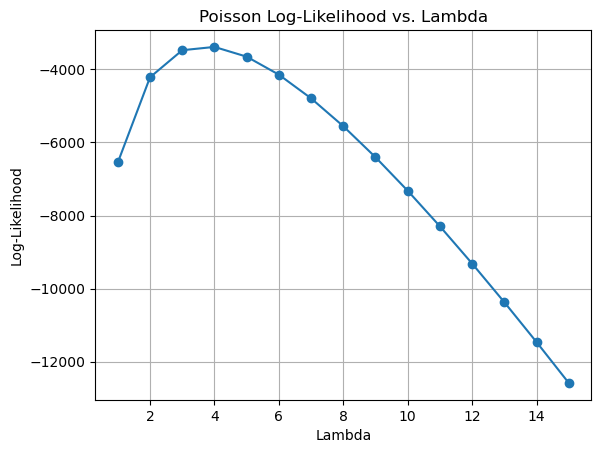 Poisson Log-Likelihood vs. Lambda
Log-Likelihood
−4000
−6000
−8000
−10000
−12000
2 4 6 8 10 12 14
Lambda